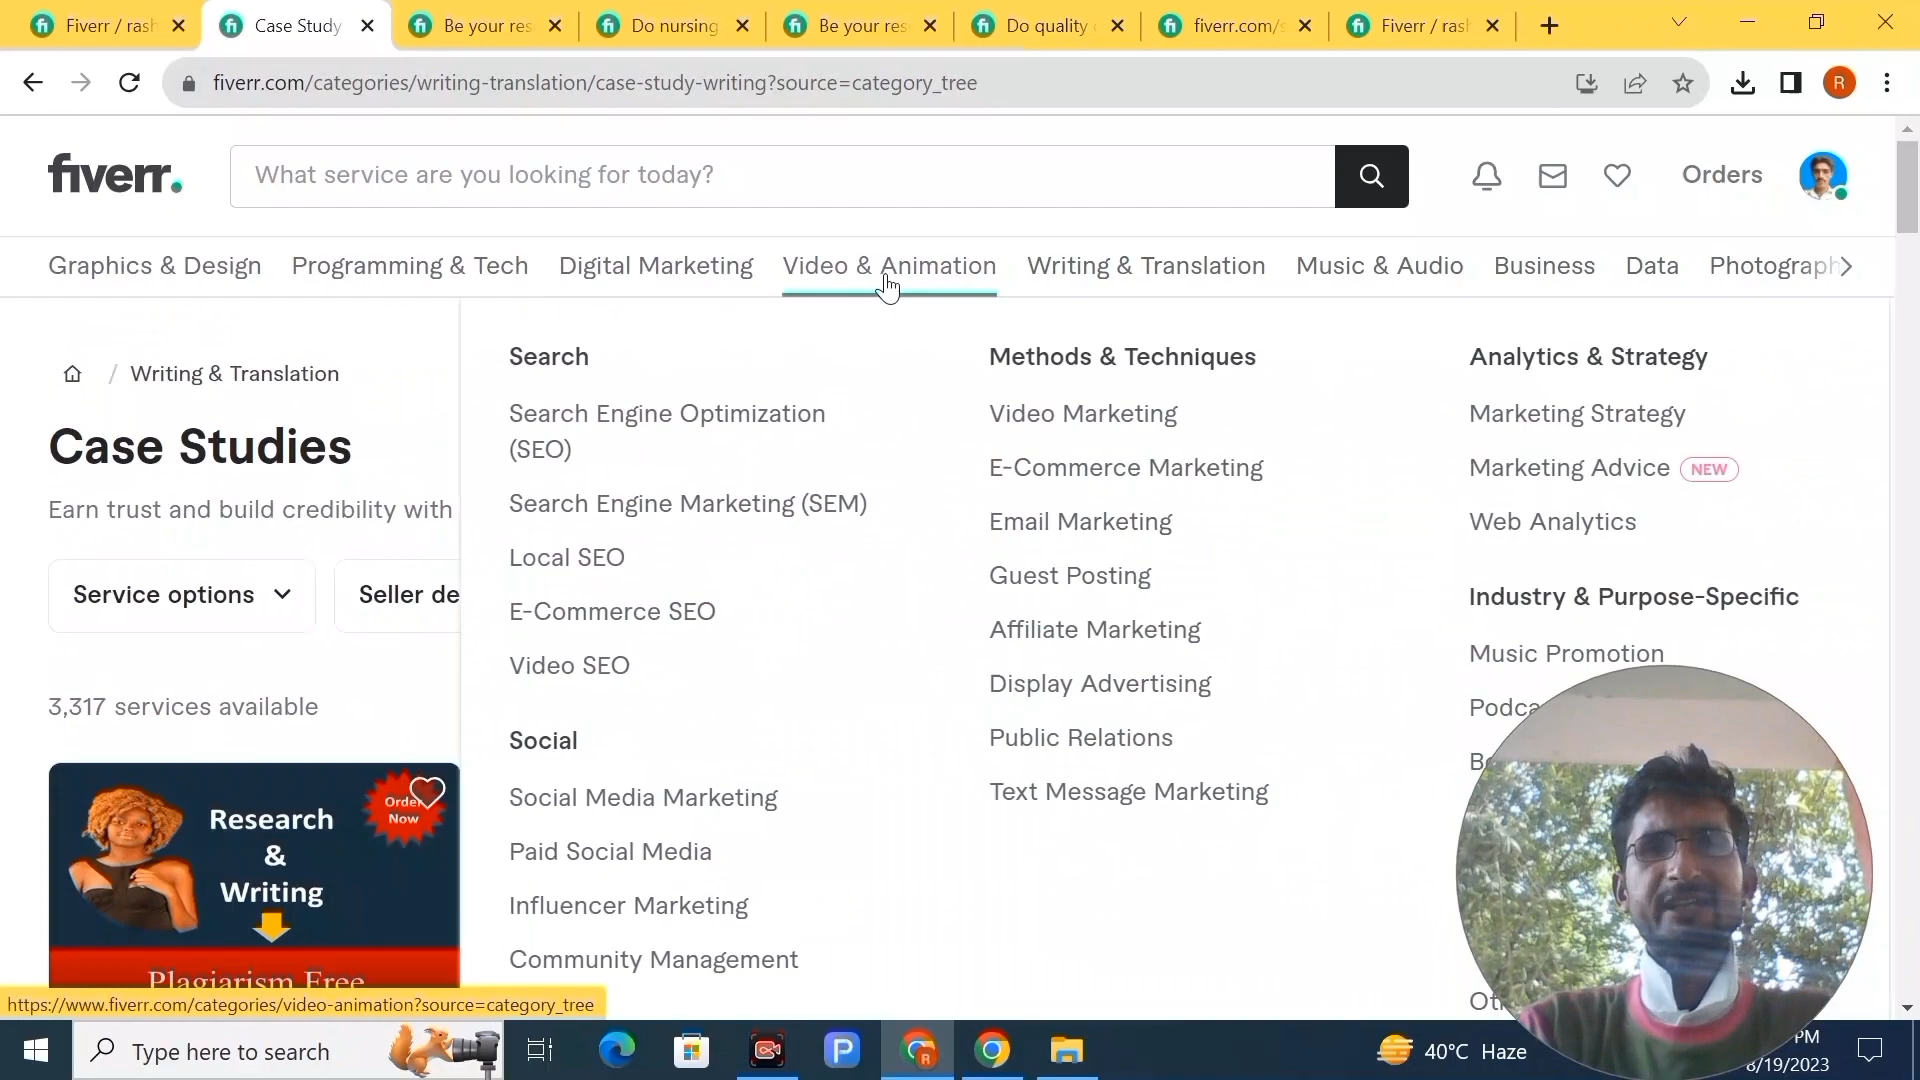 Fiverr / rash
Case Study
Be your res
Do nursing
Be your res
Do quality
fiverr.com/s
Fiverr / rash
fiverr.com/categories/writing-translation/case-study-writing?source=category_tree
R
fiverr.
What service are you looking for today?
Orders
Graphics & Design
Programming & Tech
Digital Marketing
Video & Animation
Writing & Translation
Music & Audio
Business
Data
Photograph
Writing & Translation
Case Studies
Earn trust and build credibility with
Service options
Seller de
3,317 services available
Order
Now
Research
&
Writing
Plagiarism Free
Search
Search Engine Optimization
(SEO)
Search Engine Marketing (SEM)
Local SEO
E-Commerce SEO
Video SEO
Social
Social Media Marketing
Paid Social Media
Influencer Marketing
Community Management
Methods & Techniques
Video Marketing
E-Commerce Marketing
Email Marketing
Guest Posting
Affiliate Marketing
Display Advertising
Public Relations
Text Message Marketing
Analytics & Strategy
Marketing Strategy
Marketing Advice NEW
Web Analytics
Industry & Purpose-Specific
Music Promotion
Podca
https://www.fiverr.com/categories/video-animation?source=category_tree
Type here to search
40°C Haze
PM
8/19/2023